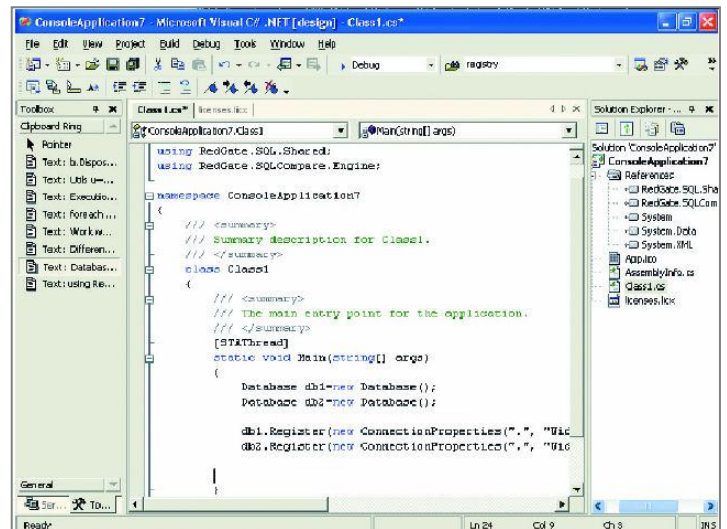 ConsoleApplication7 - Microsoft Visual C# .NET [design] - Class1.cs*
File Edit View Project Build Debug Tools Window Help
Debug
registry
Toolbox
Clipboard Ring
Pointer
Text: b.Dispos...
Text: Utils u—...
Text: Executio...
Text: foreach ...
Text: Work.w...
Text: Differen...
Text: Databas...
Text: using Re...
General
Ser... To...
Class1.cs* licenses.licx
ConsoleApplication7.Class1
Main(string[] args)
using RedGate.SQL.Shared;
using RedGate.SQLCompare.Engine;
namespace ConsoleApplication7
{
/// <summary>
/// Summary description for Class1.
/// </summary>
class Class1
{
/// <summary>
/// The main entry point for the application.
/// </summary>
[STAThread]
static void Main(string[] args)
{
Database db1=new Database();
Database db2=new Database();
db1.Register(new ConnectionProperties(".", "Wid
db2.Register(new ConnectionProperties(".", "Wid
}
Solution Explorer - ...
Solution 'ConsoleApplication7'
ConsoleApplication7
References
RedGate.SQL.Sha
RedGate.SQLCom
System
System.Data
System.XML
App.ico
AssemblyInfo.cs
Class1.cs
licenses.licx
Ready
Ln 24 Col 9 Ch 3 INS